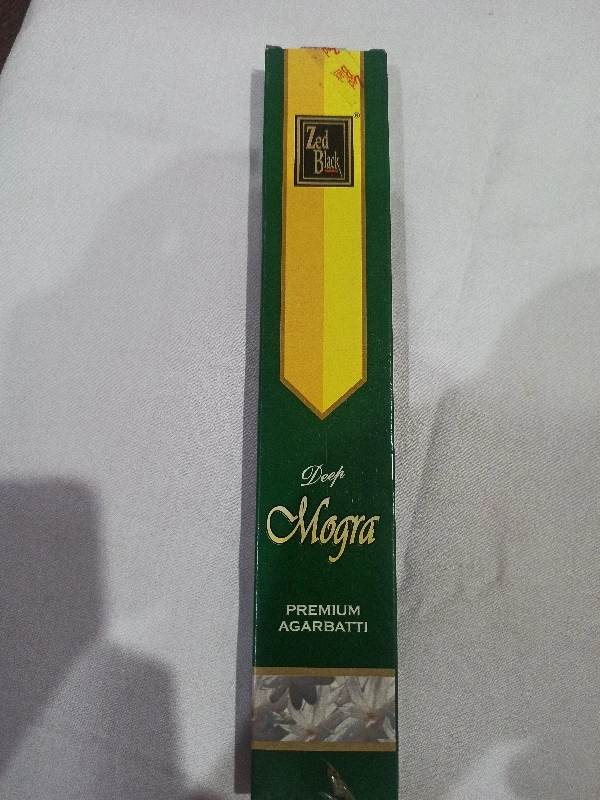 Zed
Black
®
Deep
Mogra
PREMIUM
AGARBATTI